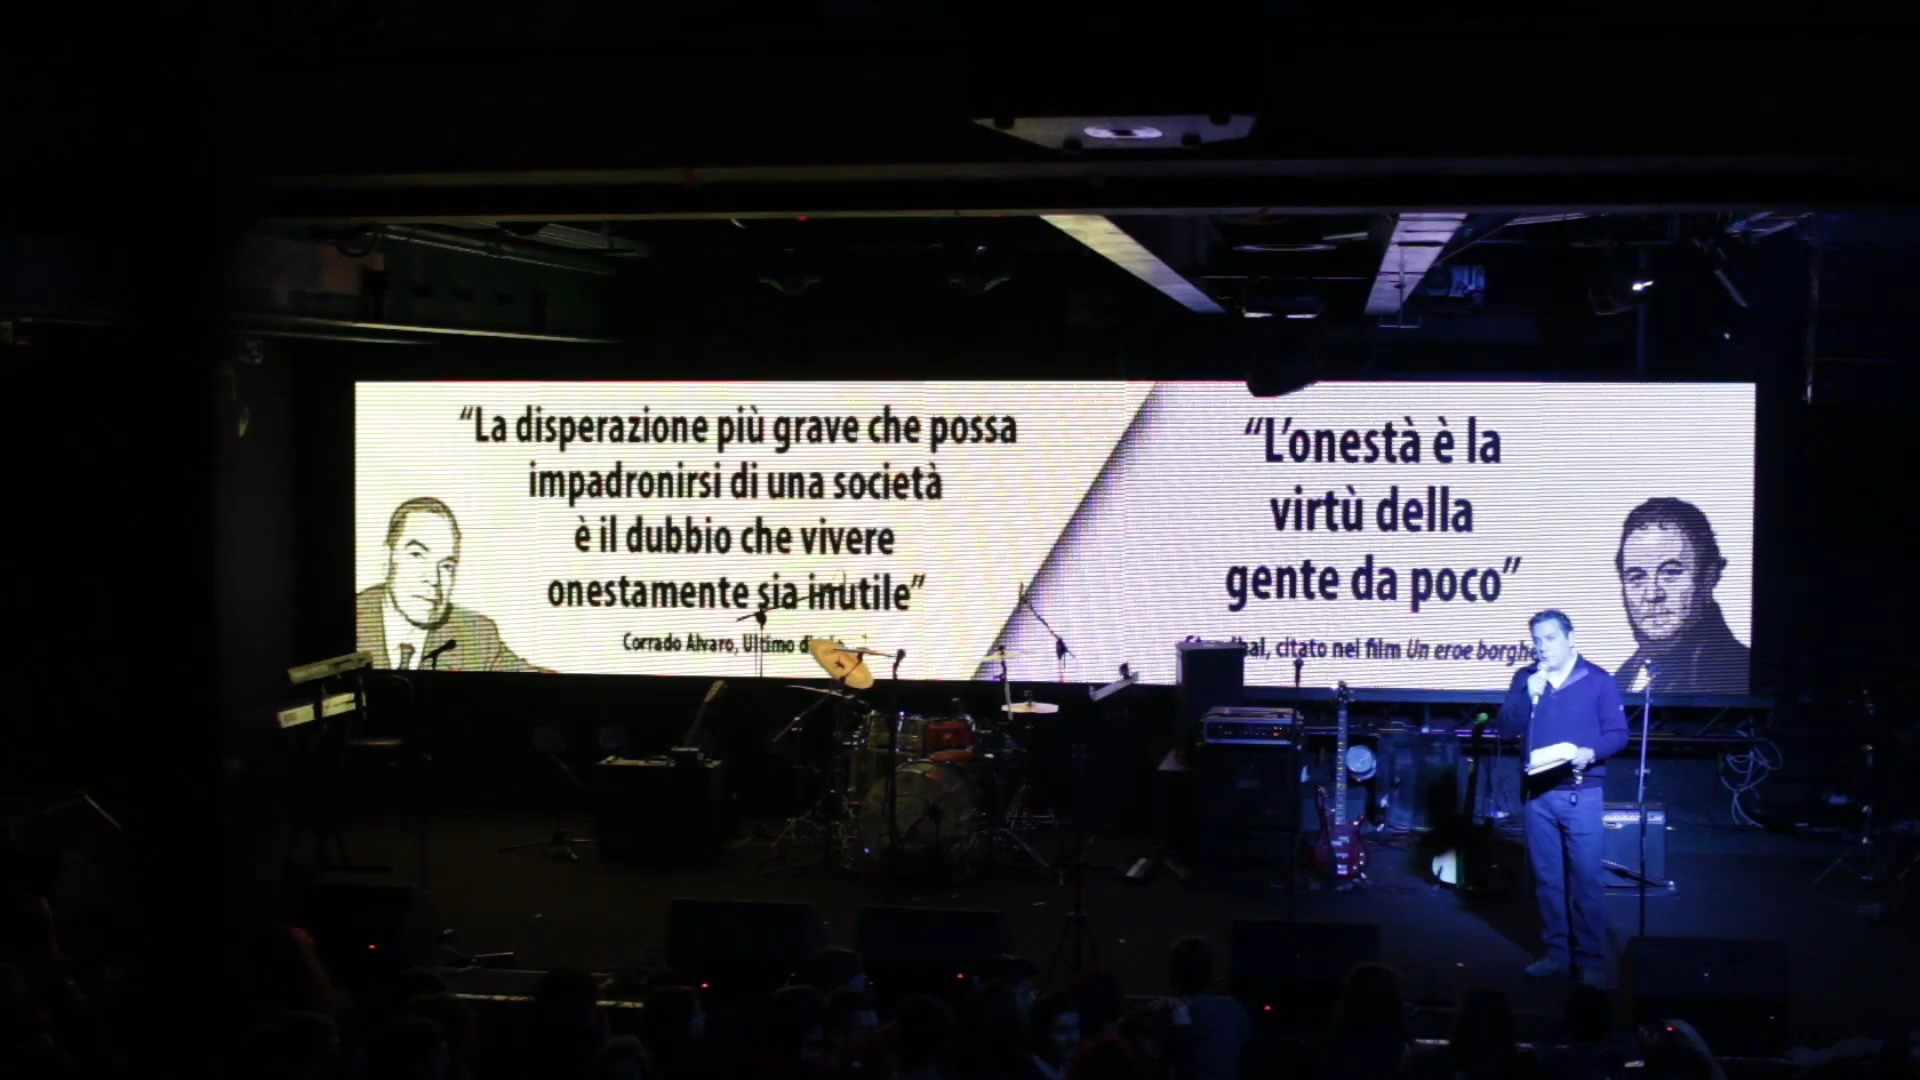 “La disperazione più grave che possa
impadronirsi di una società
è il dubbio che vivere
onestamente sia inutile”
Corrado Alvaro, Ultimo
“L’onestà è la
virtù della
gente da poco”
citato nel film Un eroe